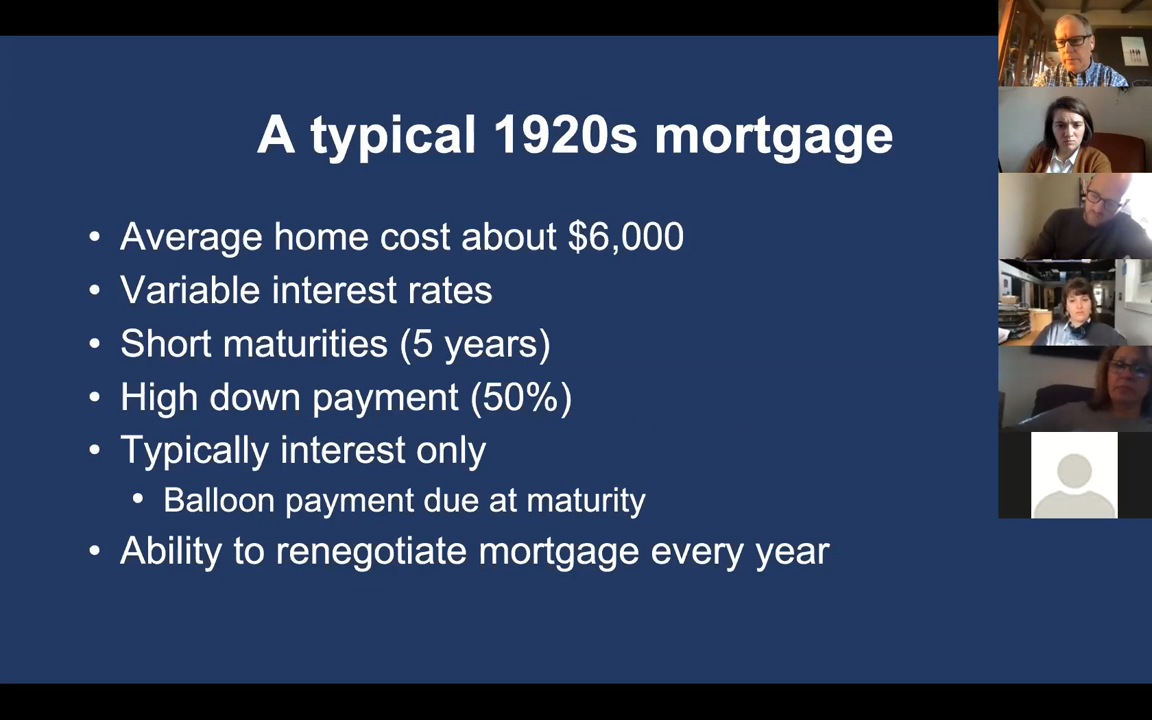 A typical 1920s mortgage
• Average home cost about $6,000
• Variable interest rates
• Short maturities (5 years)
• High down payment (50%)
• Typically interest only
• Balloon payment due at maturity
• Ability to renegotiate mortgage every year